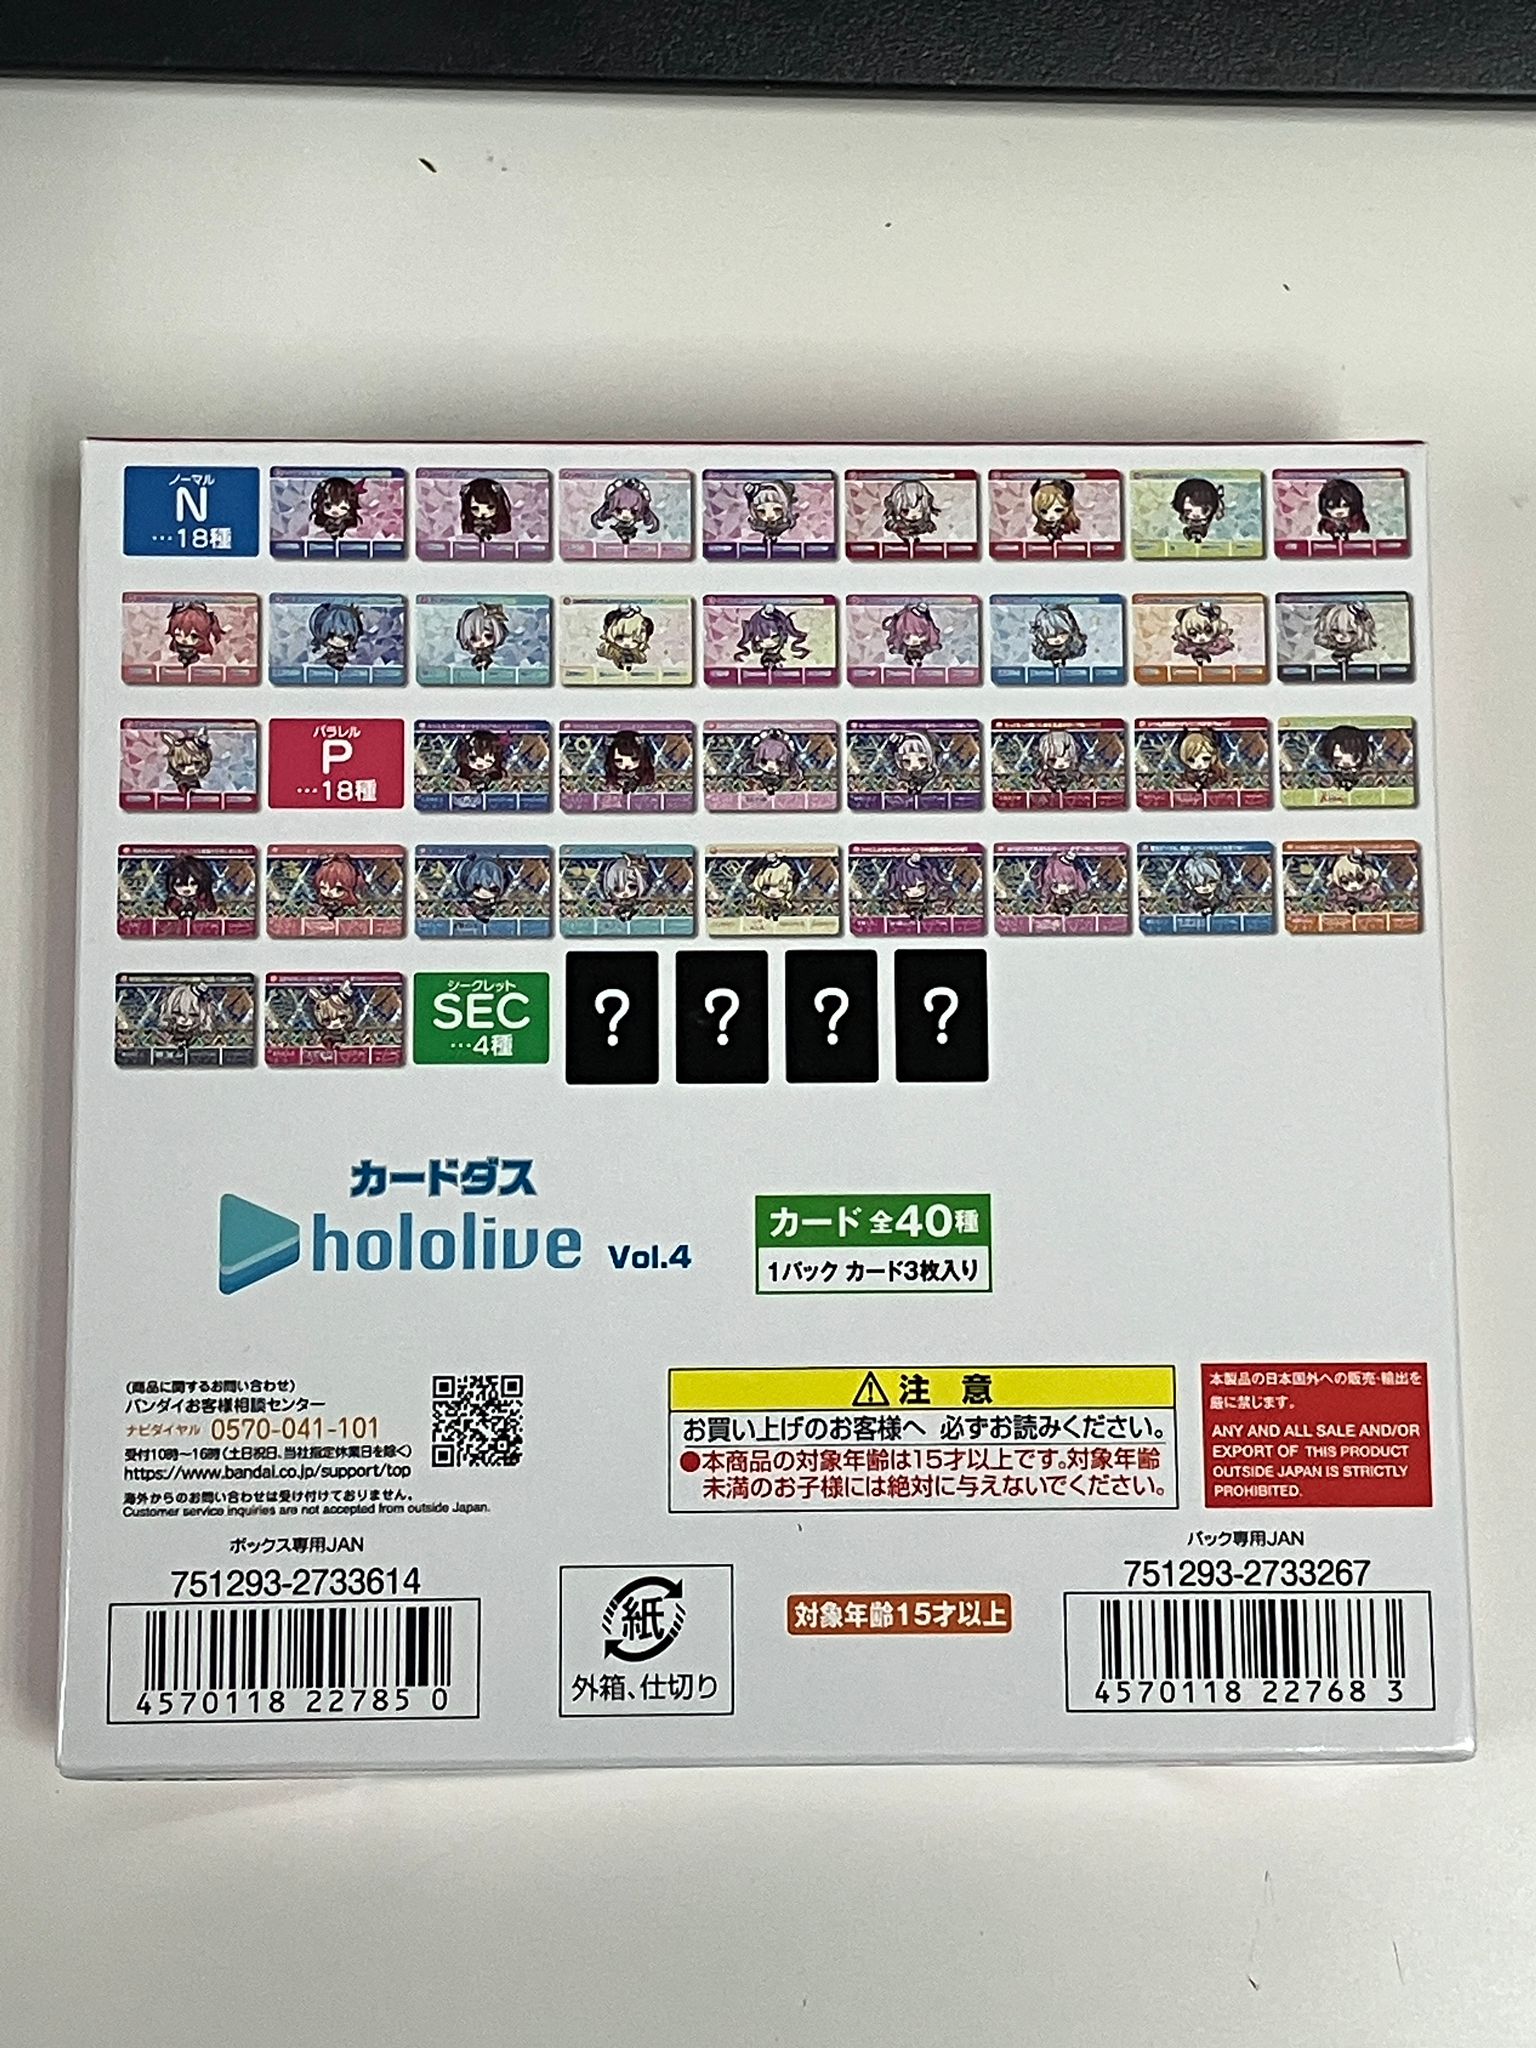 ノーマル
N
…18種
パラレル
P
…18種
シークレット
SEC
…4種
? ? ? ?
カードダス
hololive Vol.4
カード 全40種
1パック カード3枚入り
(商品に関するお問い合わせ)
バンダイお客様相談センター
ナビダイヤル 0570-041-101
受付10時〜16時(土日祝日、当社指定休業日を除く)
https://www.bandai.co.jp/support/top
海外からのお問い合わせは受け付けておりません。
Customer service inquiries are not accepted from outside Japan.
注意
お買い上げのお客様へ 必ずお読みください。
●本商品の対象年齢は15才以上です。対象年齢
未満のお子様には絶対に与えないでください。
本製品の日本国外への販売・輸出を
厳に禁じます。
ANY AND ALL SALE AND/OR
EXPORT OF THIS PRODUCT
OUTSIDE JAPAN IS STRICTLY
PROHIBITED.
ボックス専用JAN
751293-2733614
4570118 22785 0
紙
外箱、仕切り
対象年齢15才以上
パック専用JAN
751293-2733267
4570118 22768 3